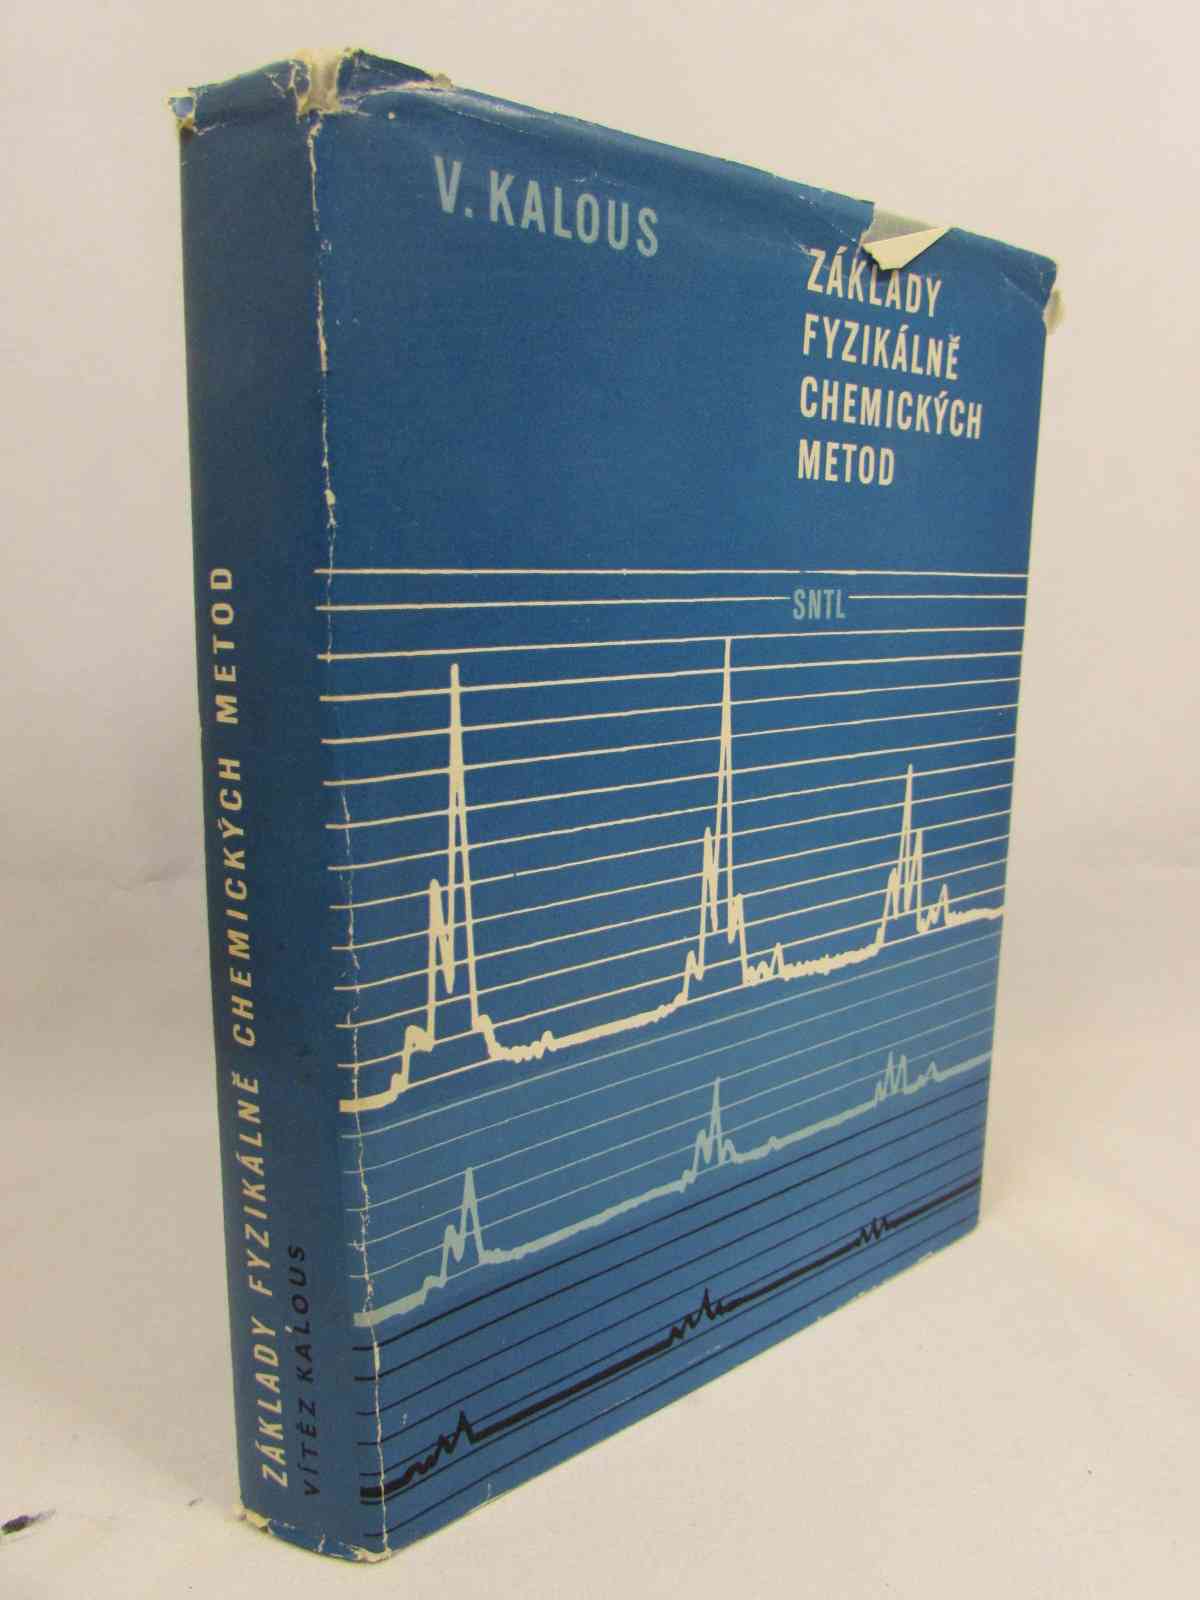 V. KALOUS
ZÁKLADY
FYZIKÁLNĚ
CHEMICKÝCH
METOD
SNTL
ZÁKLADY FYZIKÁLNĚ CHEMICKÝCH METOD
VÍTĚZ KALOUS